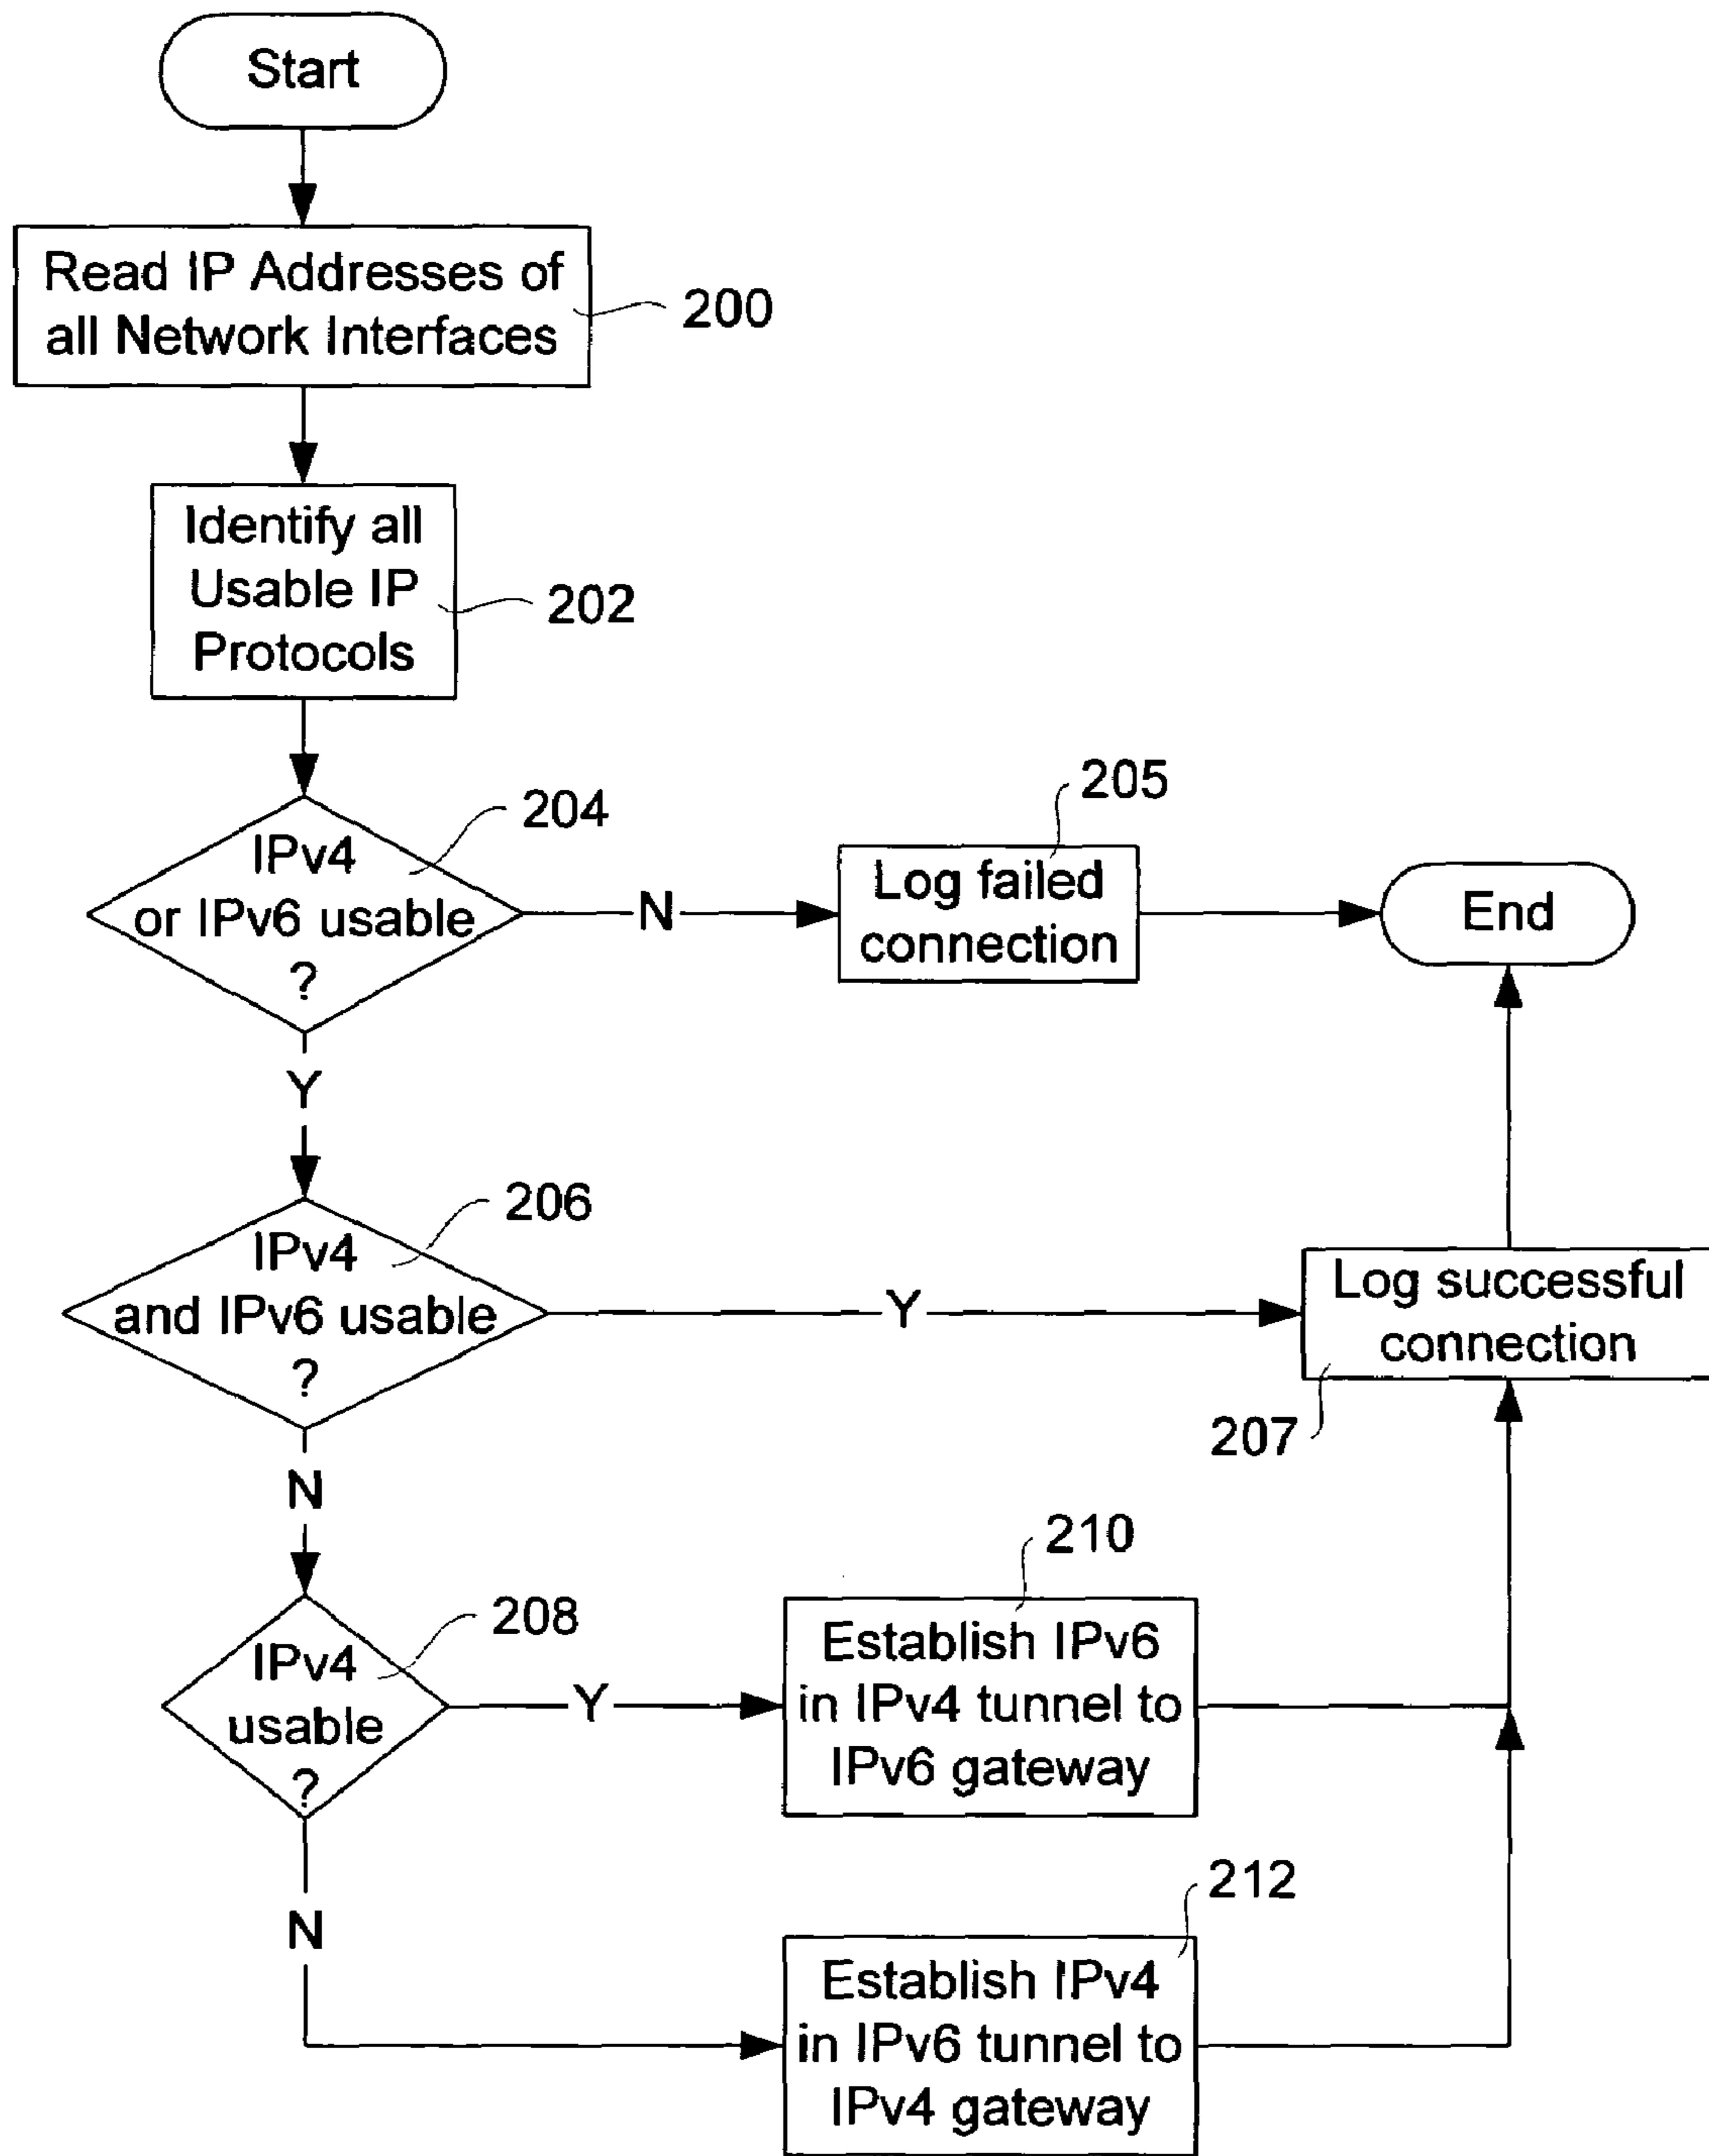 Start
Read IP Addresses of
all Network Interfaces
200
Identify all
Usable IP
Protocols
202
IPv4
or IPv6 usable
?
204
N
Log failed
connection
205
End
Y
IPv4
and IPv6 usable
?
206
Y
Log successful
connection
207
N
IPv4
usable
?
208
Y
Establish IPv6
in IPv4 tunnel to
IPv6 gateway
210
N
Establish IPv4
in IPv6 tunnel to
IPv4 gateway
212